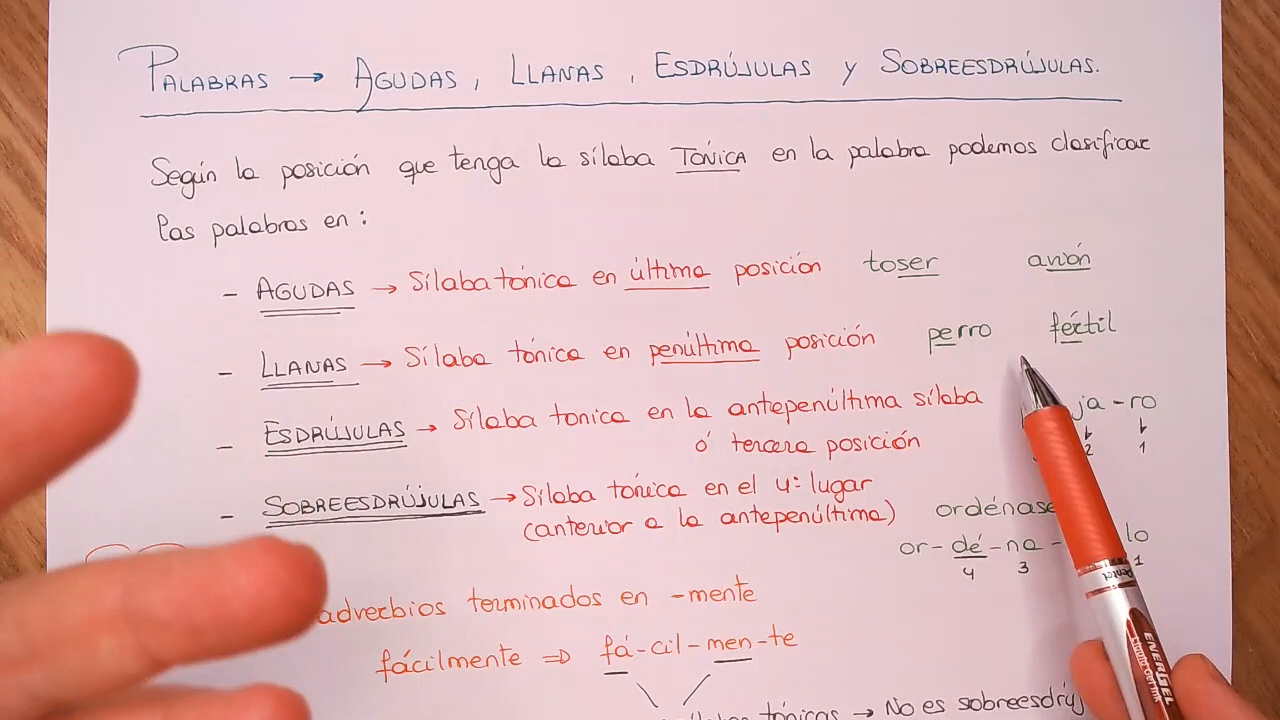 PALABRAS → AGUDAS, LLANAS, ESDRÚJULAS Y SOBREESDRÚJULAS.
Según la posición que tenga la sílaba TÓNICA en la palabra podemos clasificar
las palabras en:
- AGUDAS → Sílaba tónica en última posición toser avión
- LLANAS → Sílaba tónica en penúltima posición perro fértil
- ESDRÚJULAS → Sílaba tonica en la antepenúltima sílaba
ó tercera posición
ja-ro
2 1
- SOBREESDRÚJULAS → Sílaba tónica en el 4º lugar
(anterior a la antepenúltima)
ordénase
or-dé-na- lo
4 3 1
adverbios terminados en -mente
fácilmente ⇒ fá-cil-men-te
tónicas → No es sobreesdrúj
Pentel
ENERGEL